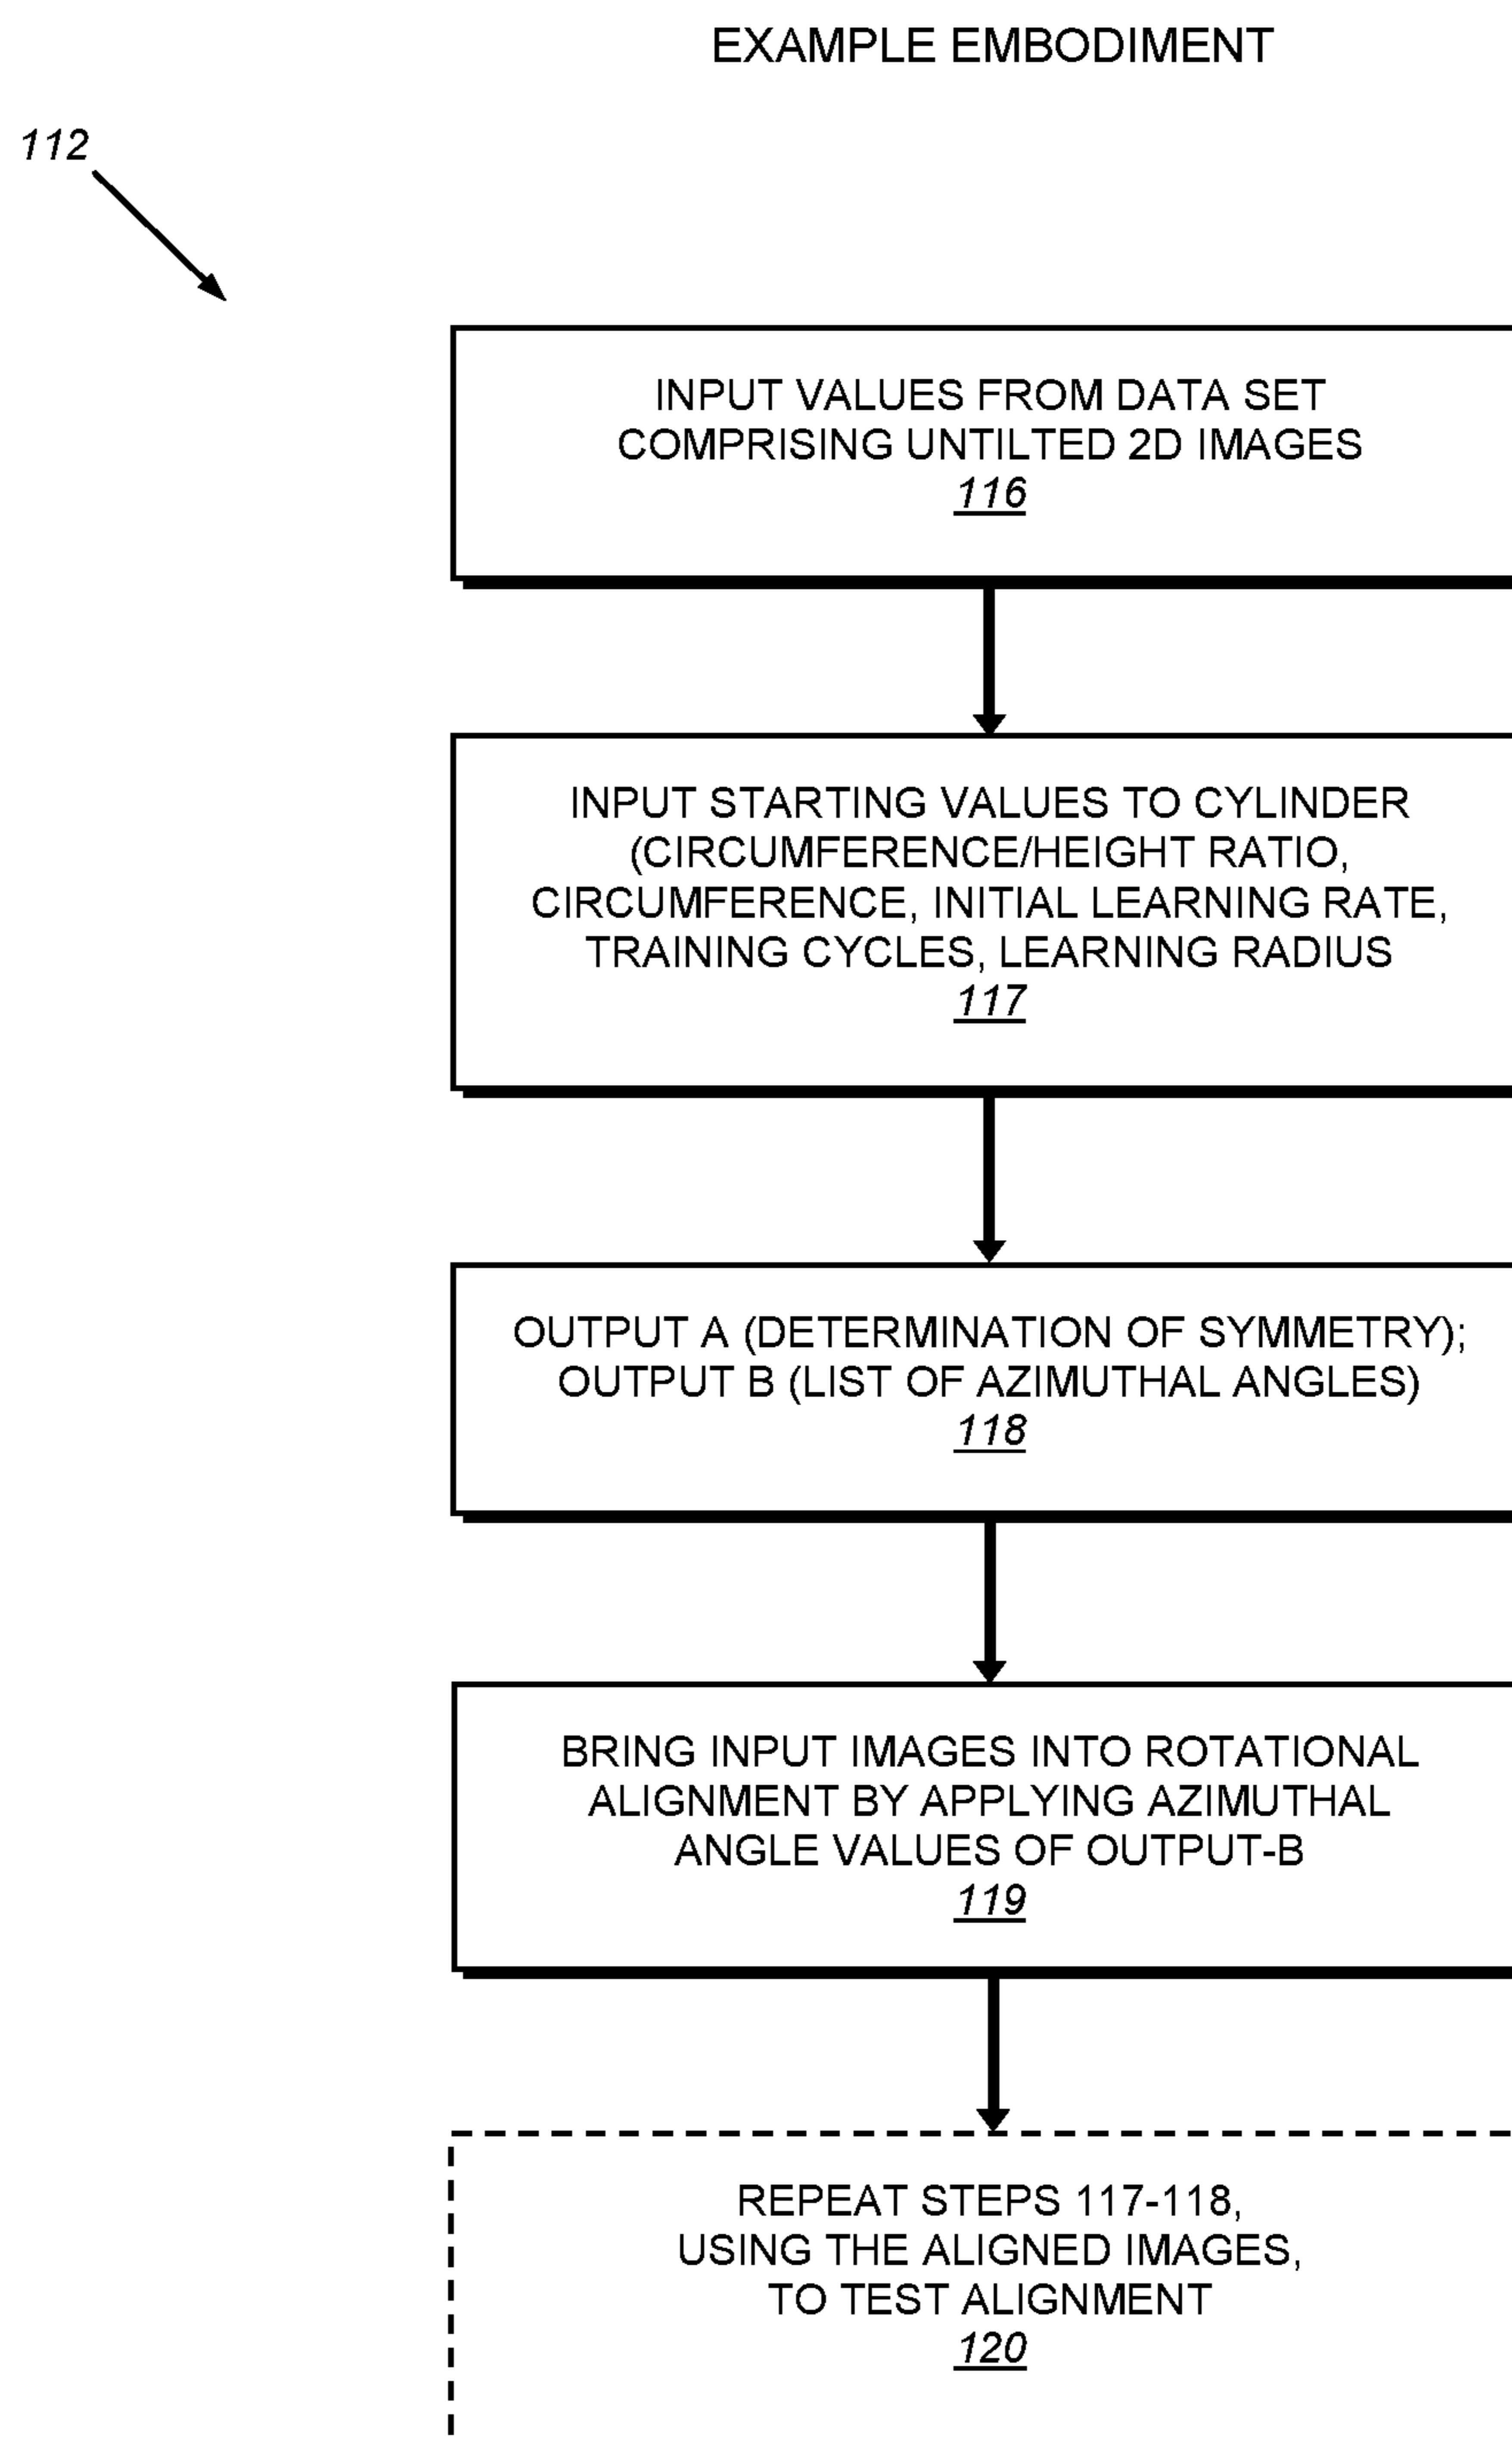 EXAMPLE EMBODIMENT
112
INPUT VALUES FROM DATA SET
COMPRISING UNTILTED 2D IMAGES
116
INPUT STARTING VALUES TO CYLINDER
(CIRCUMFERENCE/HEIGHT RATIO,
CIRCUMFERENCE, INITIAL LEARNING RATE,
TRAINING CYCLES, LEARNING RADIUS
117
OUTPUT A (DETERMINATION OF SYMMETRY);
OUTPUT B (LIST OF AZIMUTHAL ANGLES)
118
BRING INPUT IMAGES INTO ROTATIONAL
ALIGNMENT BY APPLYING AZIMUTHAL
ANGLE VALUES OF OUTPUT-B
119
REPEAT STEPS 117-118,
USING THE ALIGNED IMAGES,
TO TEST ALIGNMENT
120